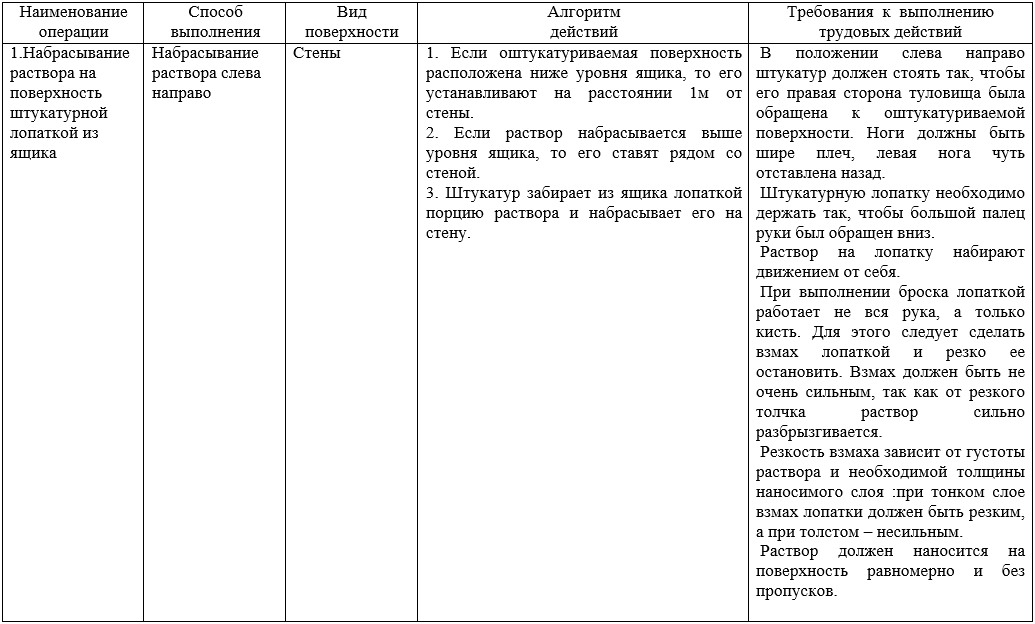 Наименование
операции
Способ
выполнения
Вид
поверхности
Алгоритм
действий
Требования к выполнению
трудовых действий
1.Набрасывание
раствора на
поверхность
штукатурной
лопаткой из
ящика
Набрасывание
раствора слева
направо
Стены
1. Если оштукатуриваемая поверхность
расположена ниже уровня ящика, то его
устанавливают на расстоянии 1м от
стены.
2. Если раствор набрасывается выше
уровня ящика, то его ставят рядом со
стеной.
3. Штукатур забирает из ящика лопаткой
порцию раствора и набрасывает его на
стену.
В положении слева направо
штукатур должен стоять так, чтобы
его правая сторона туловища была
обращена к оштукатуриваемой
поверхности. Ноги должны быть
шире плеч, левая нога чуть
отставлена назад.
Штукатурную лопатку необходимо
держать так, чтобы большой палец
руки был обращен вниз.
Раствор на лопатку набирают
движением от себя.
При выполнении броска лопаткой
работает не вся рука, а только
кисть. Для этого следует сделать
взмах лопаткой и резко ее
остановить. Взмах должен быть не
очень сильным, так как от резкого
толчка раствор сильно
разбрызгивается.
Резкость взмаха зависит от густоты
раствора и необходимой толщины
наносимого слоя :при тонком слое
взмах лопатки должен быть резким,
а при толстом – несильным.
Раствор должен наносится на
поверхность равномерно и без
пропусков.